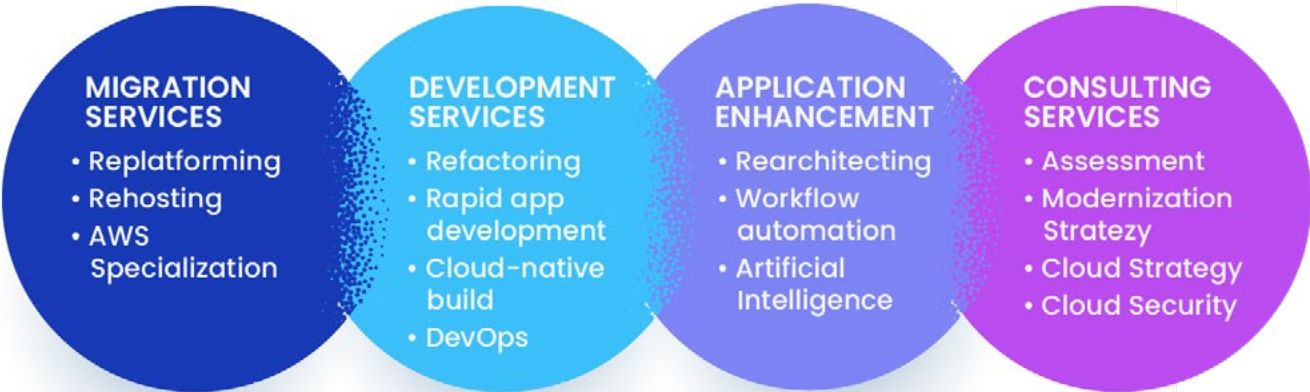 MIGRATION
SERVICES
• Replatforming
• Rehosting
• AWS
Specialization
DEVELOPMENT
SERVICES
• Refactoring
• Rapid app
development
• Cloud-native
build
• DevOps
APPLICATION
ENHANCEMENT
• Rearchitecting
• Workflow
automation
• Artificial
Intelligence
CONSULTING
SERVICES
• Assessment
• Modernization
Stratezy
• Cloud Strategy
• Cloud Security